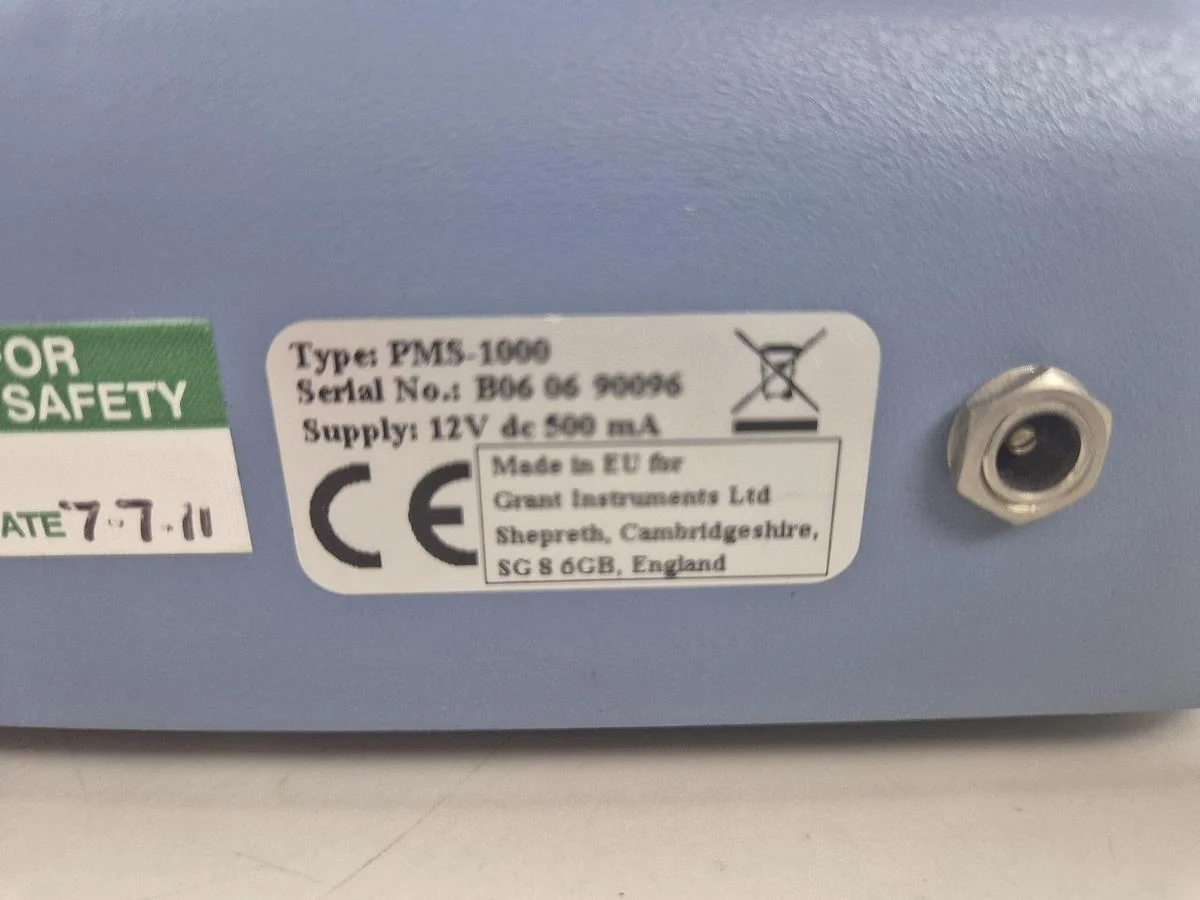 FOR
SAFETY
ATE 7.7.11
Type: PMS-1000
Serial No.: B06 06 90096
Supply: 12V dc 500 mA
CE
Made in EU for
Grant Instruments Ltd
Shepreth, Cambridgeshire,
SG 8 6GB, England